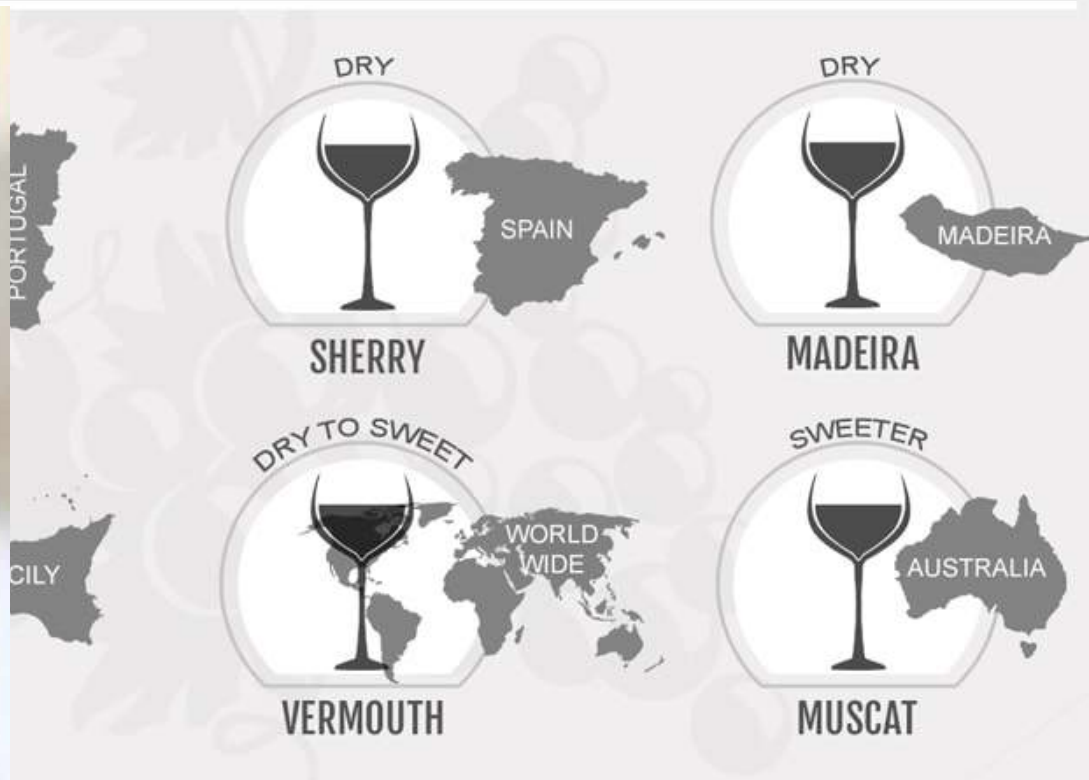 DRY
DRY
PORTUGAL
SPAIN
MADEIRA
SHERRY
MADEIRA
DRY TO SWEET
SWEETER
CILY
WORLD
WIDE
AUSTRALIA
VERMOUTH
MUSCAT